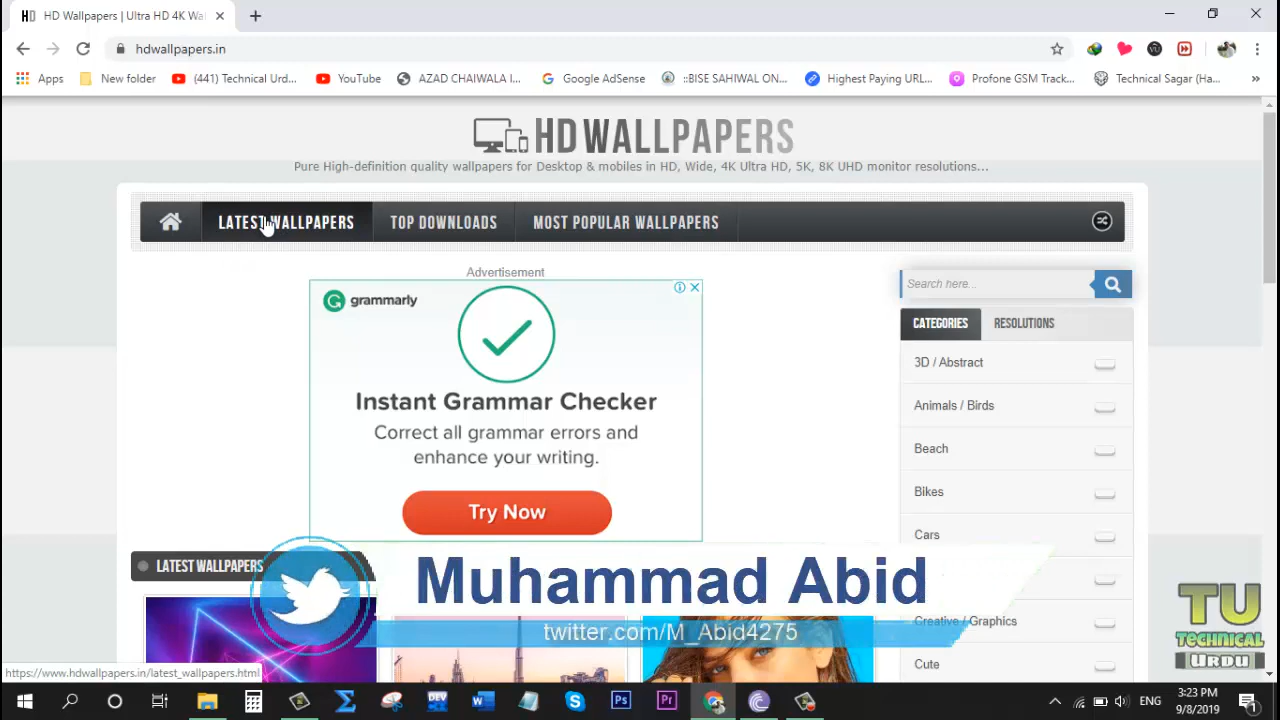 HD Wallpapers | Ultra HD 4K Wal
hdwallpapers.in
Apps
New folder
(441) Technical Urd...
YouTube
AZAD CHAIWALA I...
Google AdSense
::BISE SAHIWAL ON...
Highest Paying URL...
Profone GSM Track...
Technical Sagar (Ha...
»
HD WALLPAPERS
Pure High-definition quality wallpapers for Desktop & mobiles in HD, Wide, 4K Ultra HD, 5K, 8K UHD monitor resolutions...
LATEST WALLPAPERS
TOP DOWNLOADS
MOST POPULAR WALLPAPERS
Advertisement
Search here...
grammarly
CATEGORIES
RESOLUTIONS
Instant Grammar Checker
Correct all grammar errors and
enhance your writing.
Try Now
3D / Abstract
Animals / Birds
Beach
Bikes
Cars
Creative / Graphics
Cute
LATEST WALLPAPERS
Muhammad Abid
twitter.com/M_Abid4275
TU
TECHNICAL
URDU
https://www.hdwallpapers.in/latest_wallpapers.html
DEV
Ps
Pr
ENG
3:23 PM
9/8/2019
1